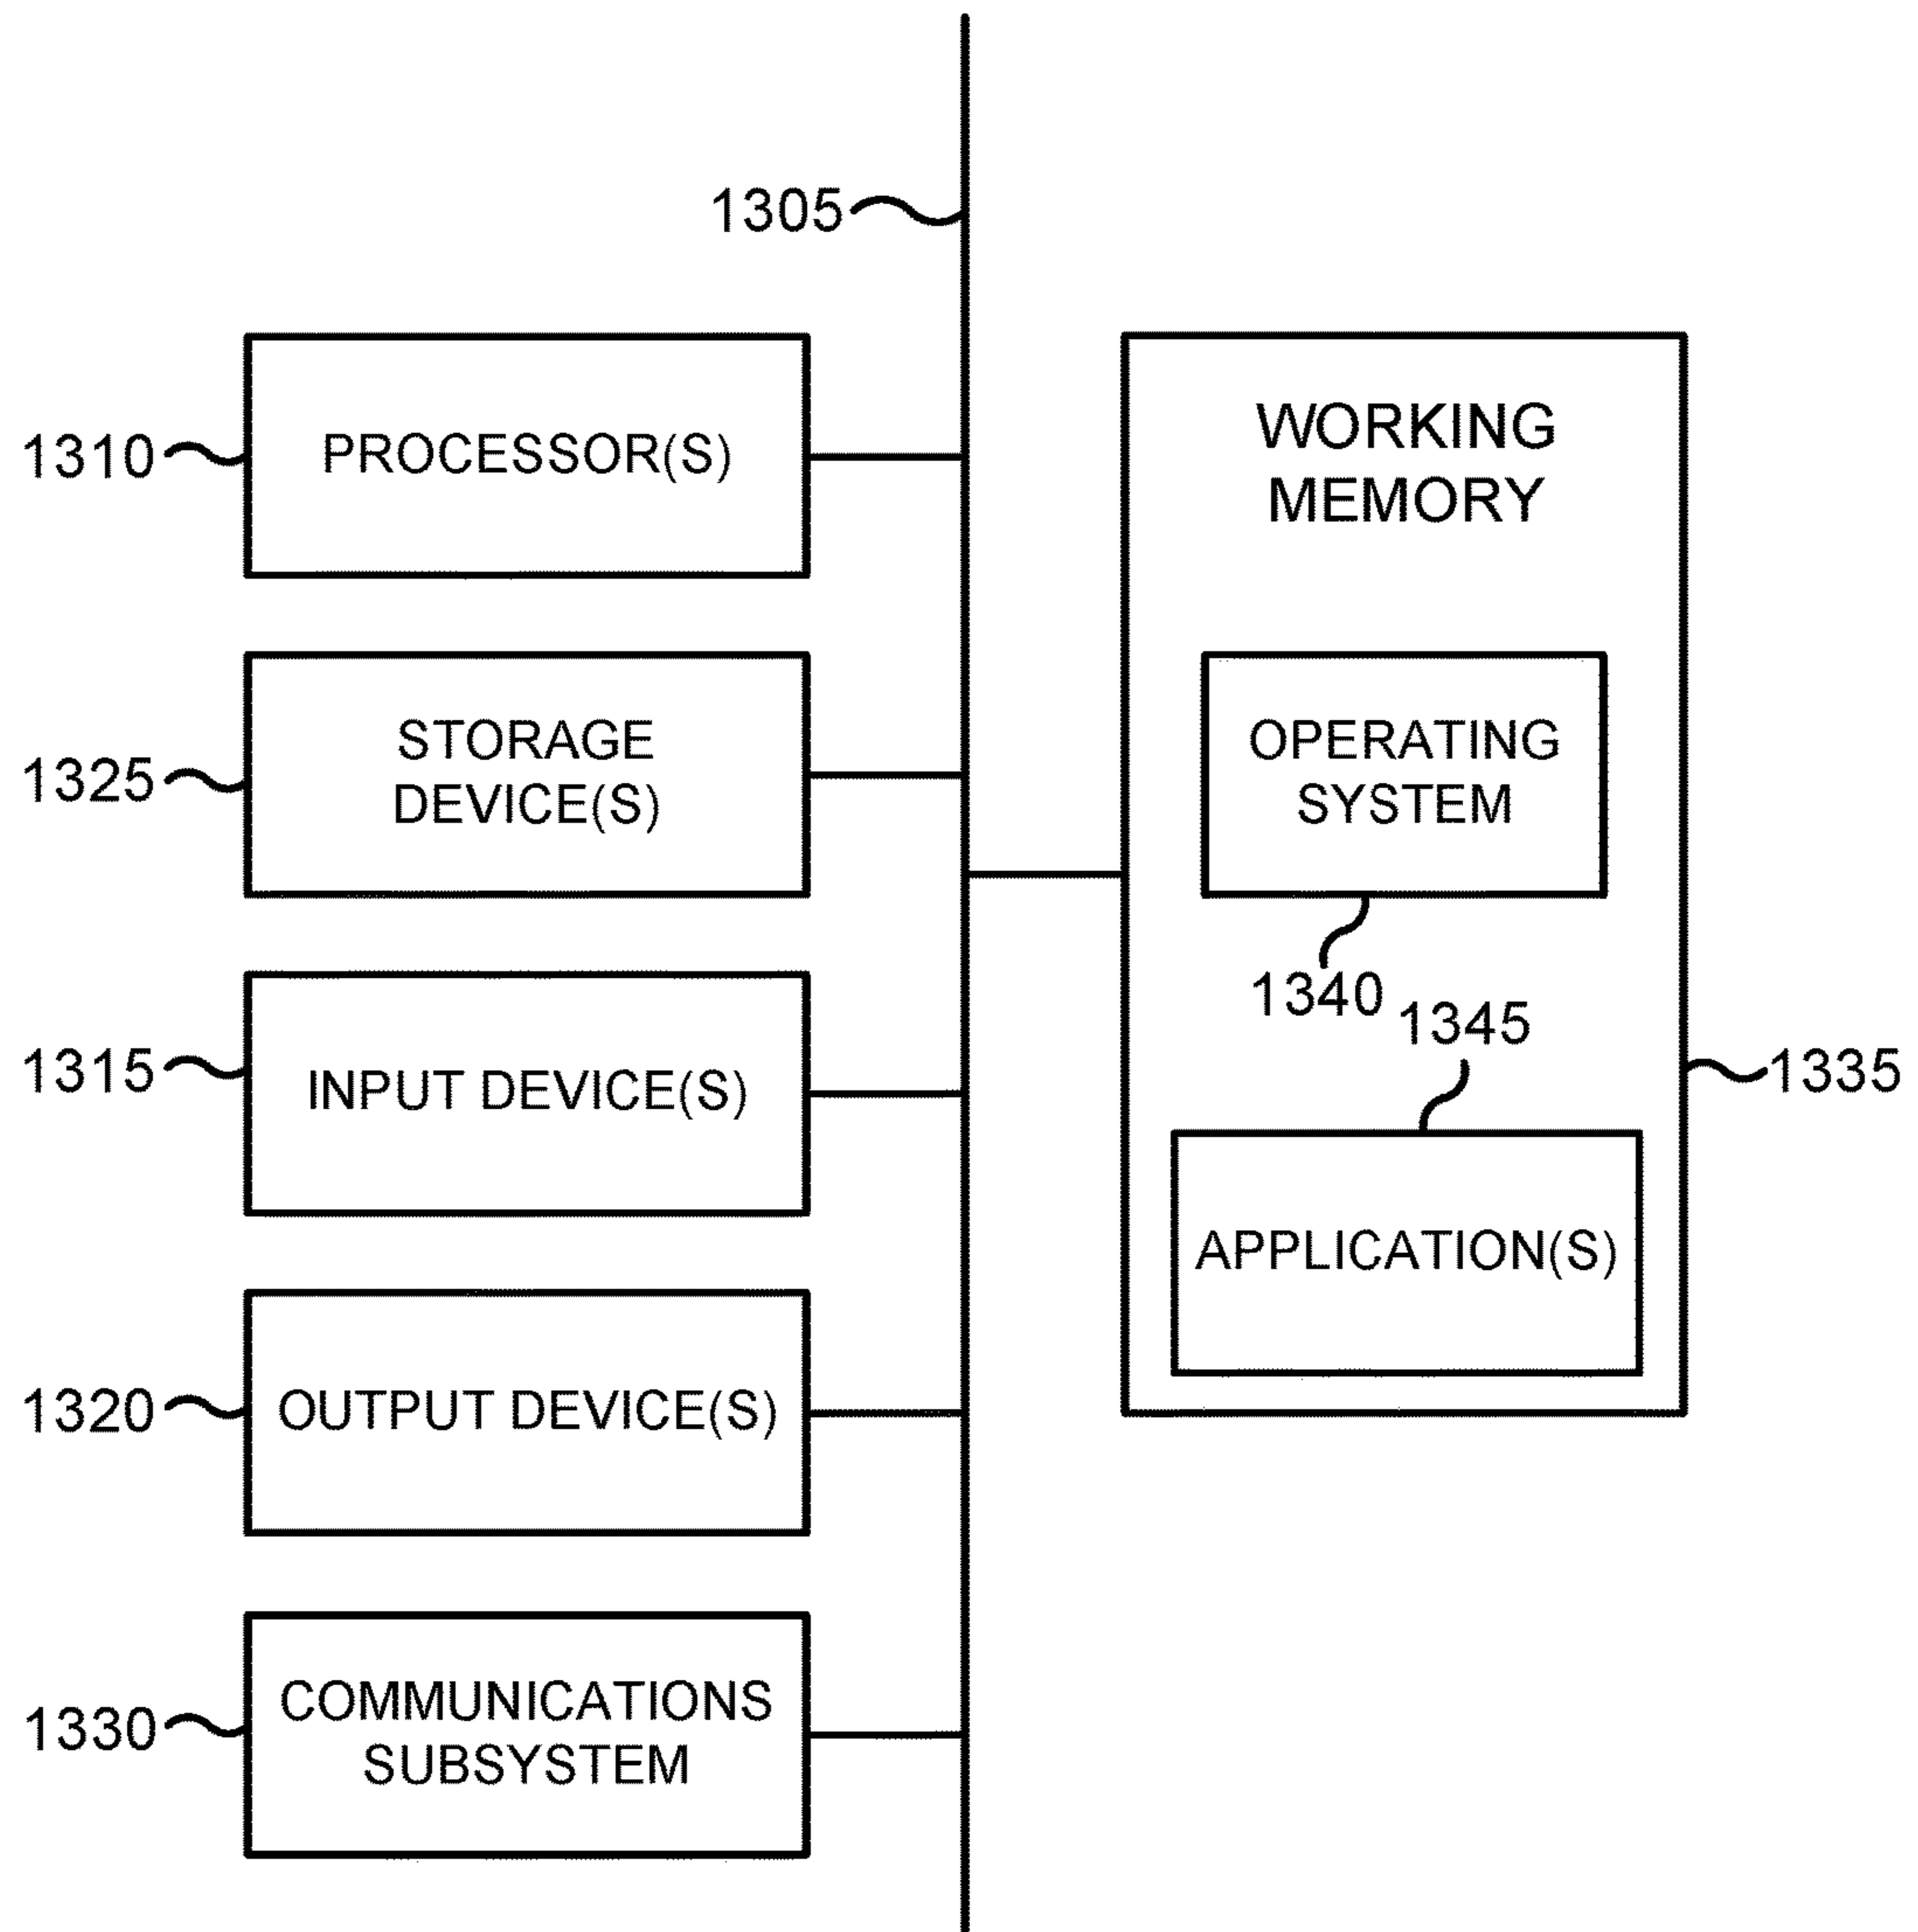 1305
1310
PROCESSOR(S)
WORKING
MEMORY
1325
STORAGE
DEVICE(S)
OPERATING
SYSTEM
1340
1345
1315
INPUT DEVICE(S)
1335
APPLICATION(S)
1320
OUTPUT DEVICE(S)
1330
COMMUNICATIONS
SUBSYSTEM